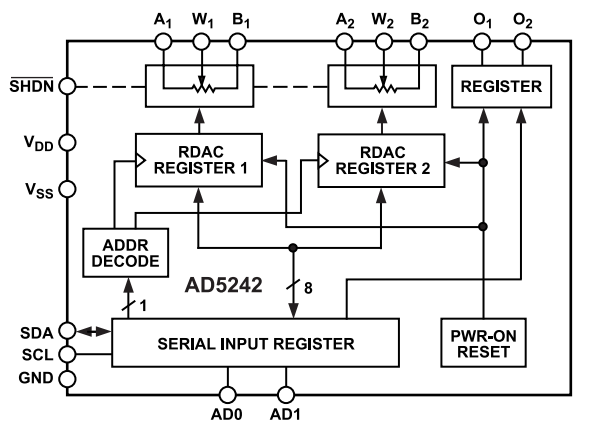 A1 W1 B1 A2 W2 B2 O1 O2
SHDN
REGISTER
VDD
RDAC
REGISTER 1
RDAC
REGISTER 2
VSS
ADDR
DECODE
AD5242
8
1
SDA
SERIAL INPUT REGISTER
PWR-ON
RESET
SCL
GND
AD0 AD1